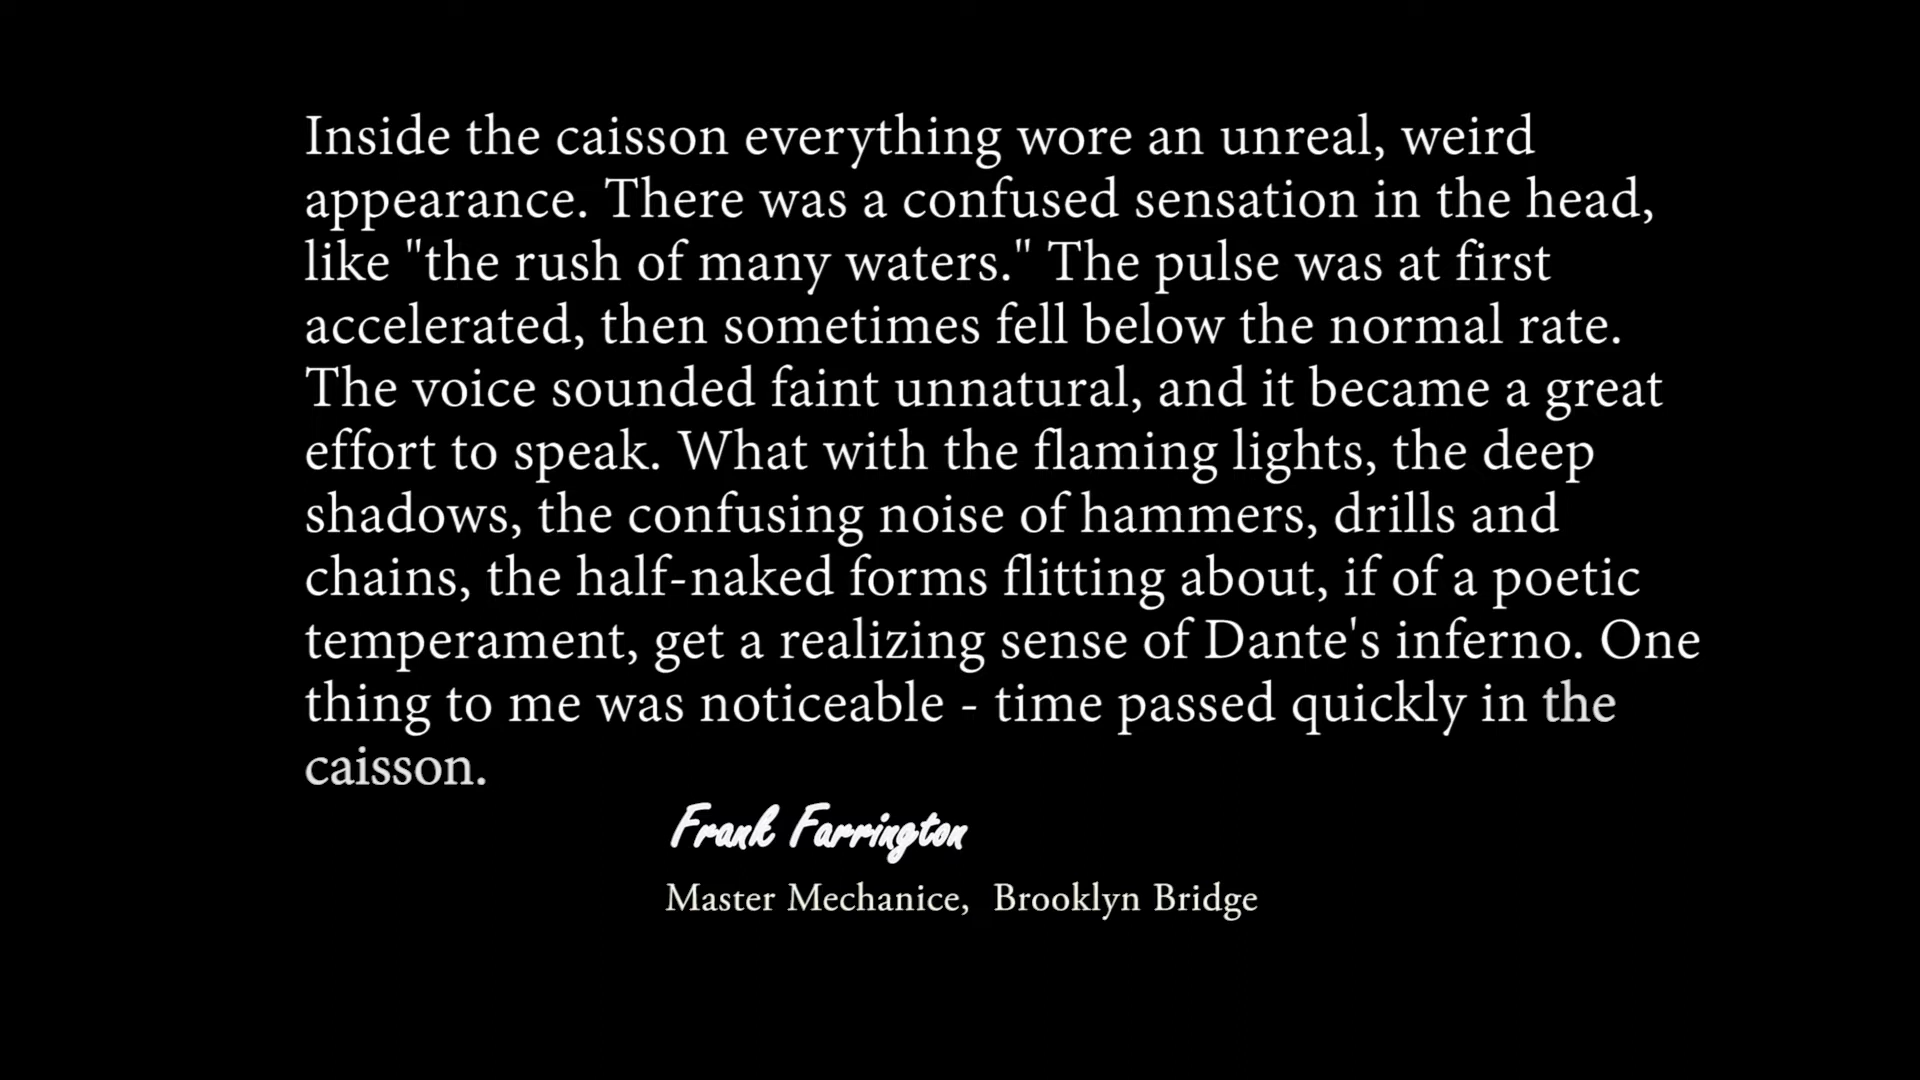 Inside the caisson everything wore an unreal, weird
appearance. There was a confused sensation in the head,
like "the rush of many waters." The pulse was at first
accelerated, then sometimes fell below the normal rate.
The voice sounded faint unnatural, and it became a great
effort to speak. What with the flaming lights, the deep
shadows, the confusing noise of hammers, drills and
chains, the half-naked forms flitting about, if of a poetic
temperament, get a realizing sense of Dante's inferno. One
thing to me was noticeable - time passed quickly in the
caisson.
Frank Farrington
Master Mechanice, Brooklyn Bridge